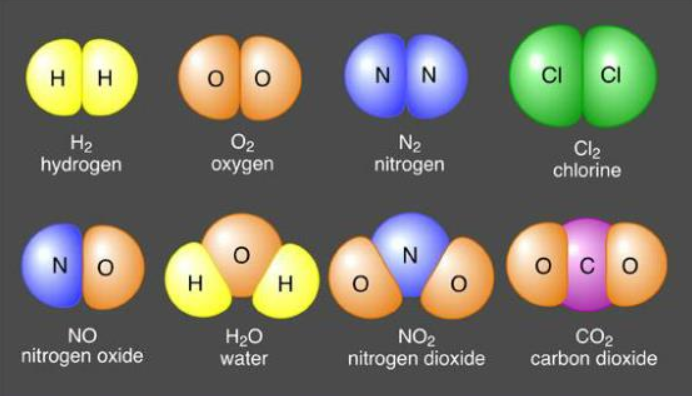 H H
O O
N N
Cl Cl
H₂
hydrogen
O₂
oxygen
N₂
nitrogen
Cl₂
chlorine
N O
H O H
O N O
O C O
NO
nitrogen oxide
H₂O
water
NO₂
nitrogen dioxide
CO₂
carbon dioxide